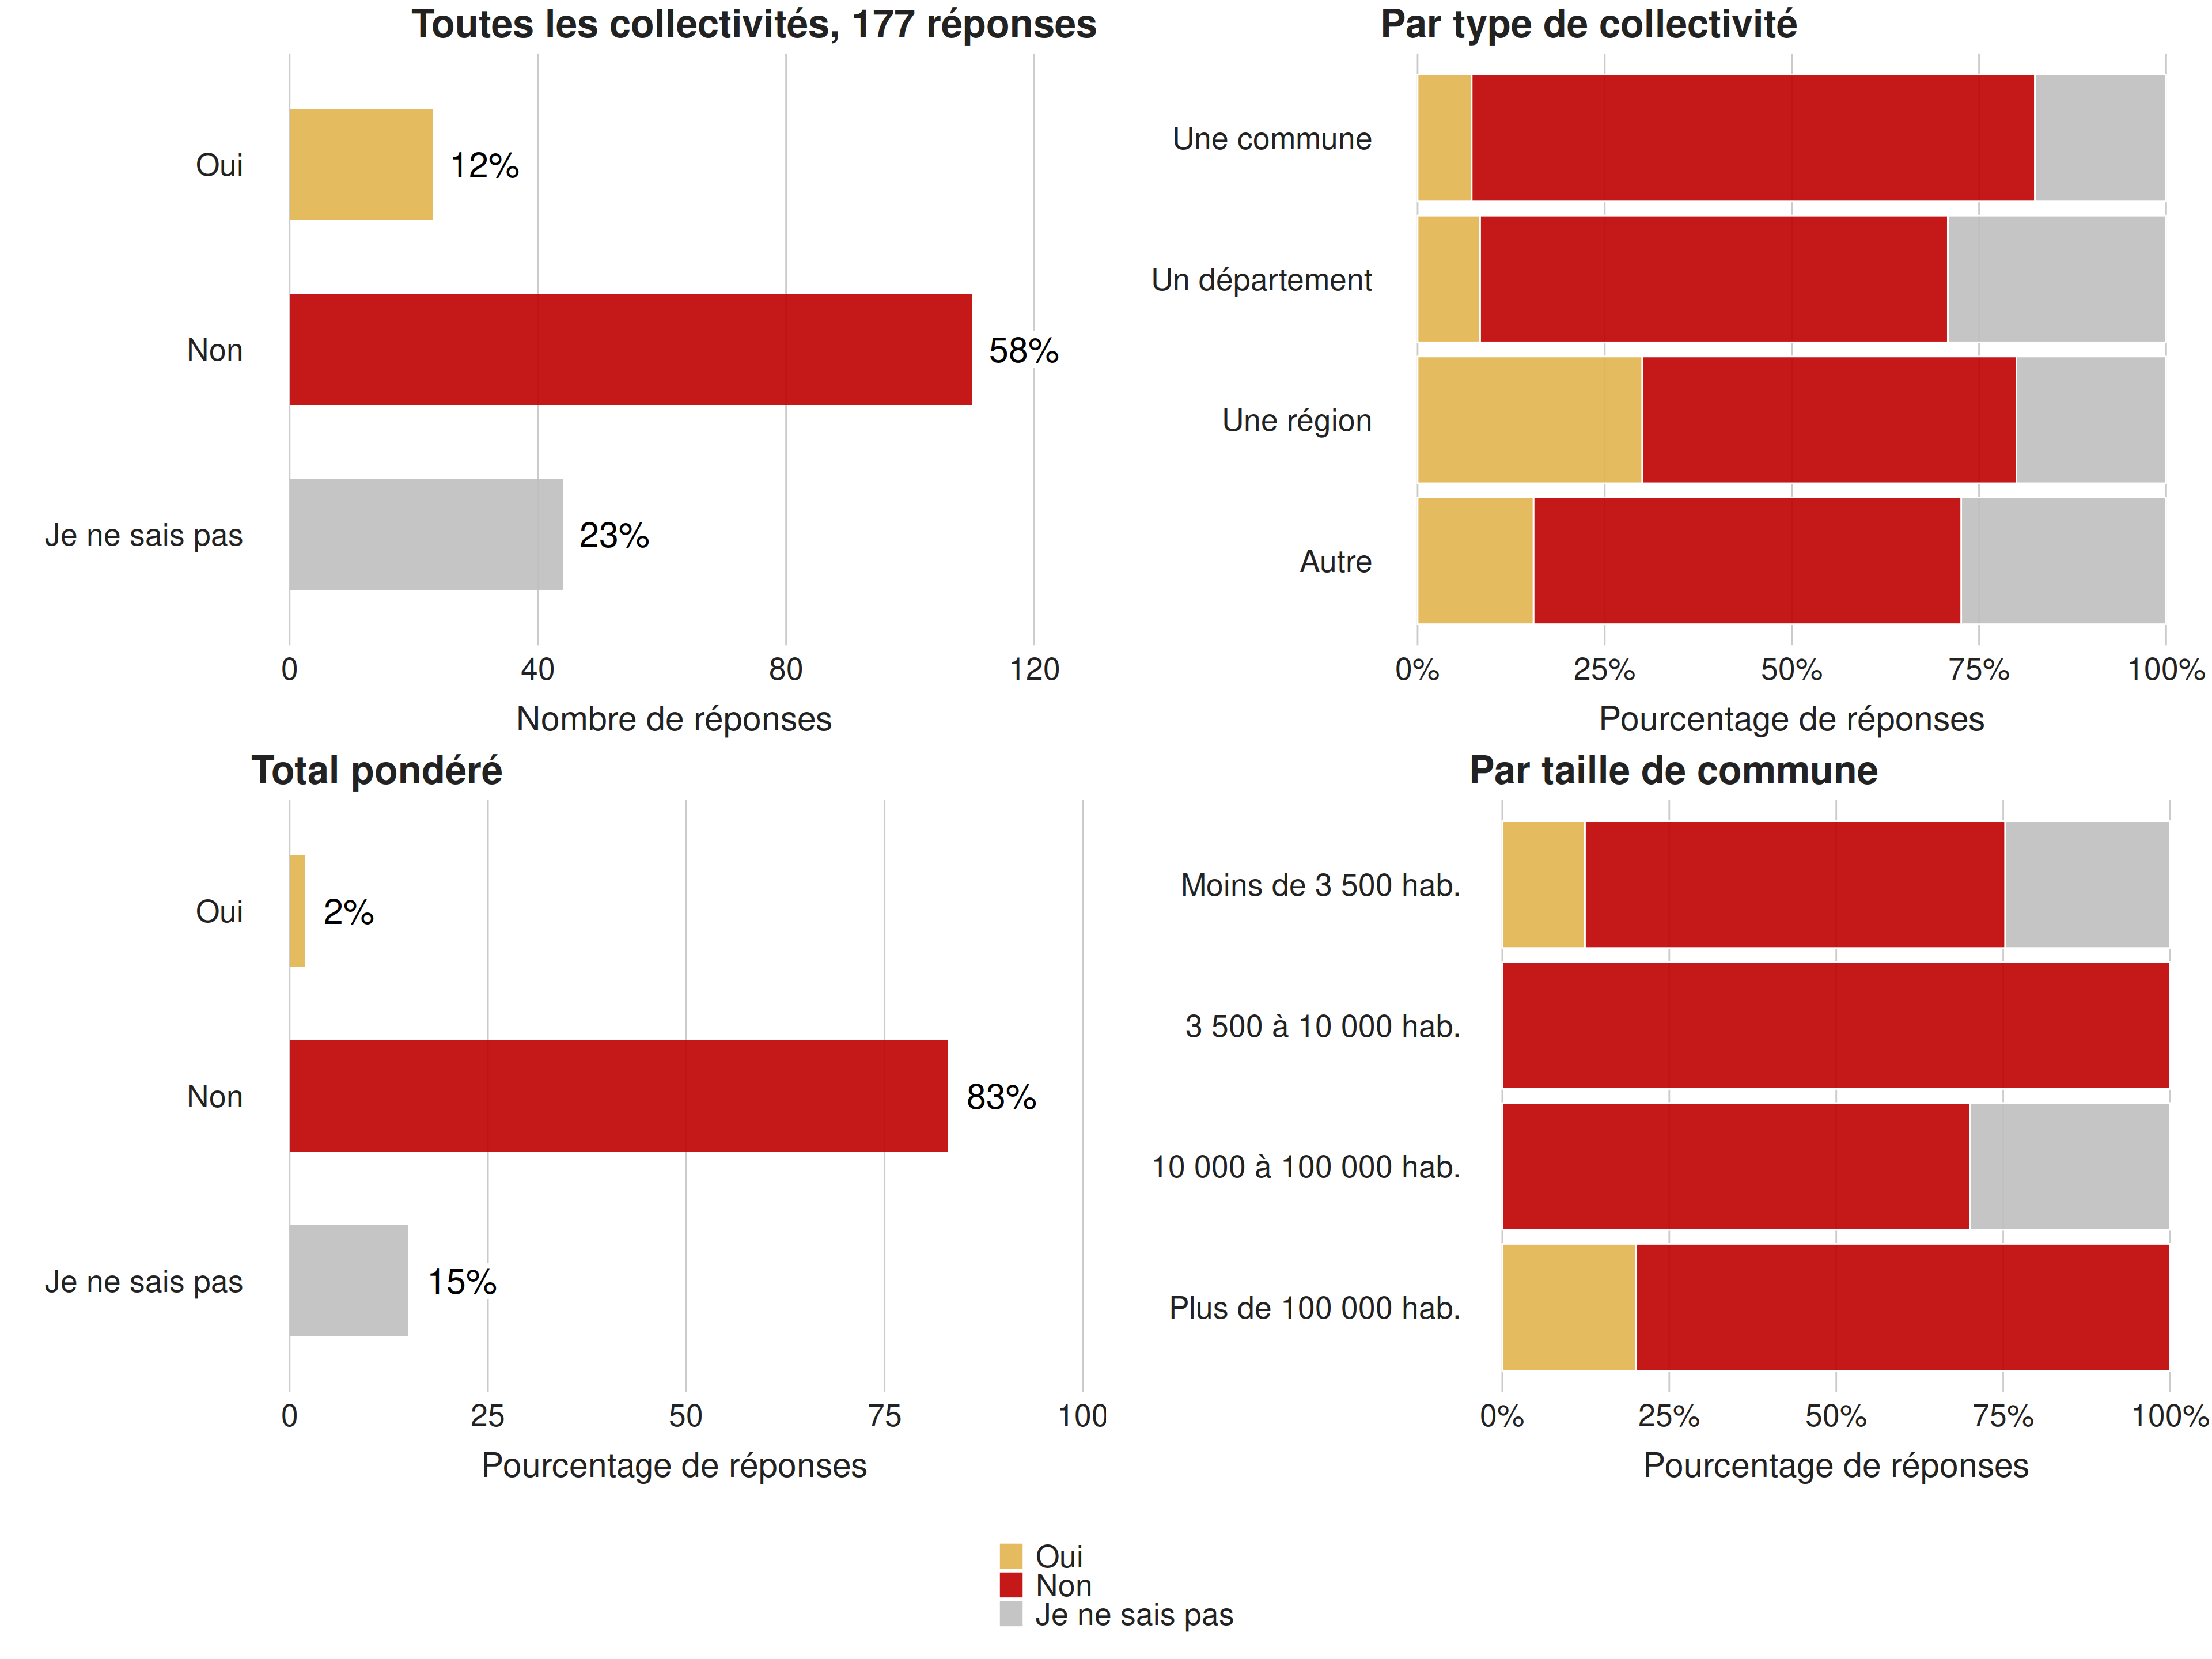 Toutes les collectivités, 177 réponses
Oui
12%
Non
58%
Je ne sais pas
23%
0 40 80 120
Nombre de réponses
Par type de collectivité
Une commune
Un département
Une région
Autre
0% 25% 50% 75% 100%
Pourcentage de réponses
Total pondéré
Oui
2%
Non
83%
Je ne sais pas
15%
0 25 50 75 100
Pourcentage de réponses
Par taille de commune
Moins de 3 500 hab.
3 500 à 10 000 hab.
10 000 à 100 000 hab.
Plus de 100 000 hab.
0% 25% 50% 75% 100%
Pourcentage de réponses
Oui
Non
Je ne sais pas